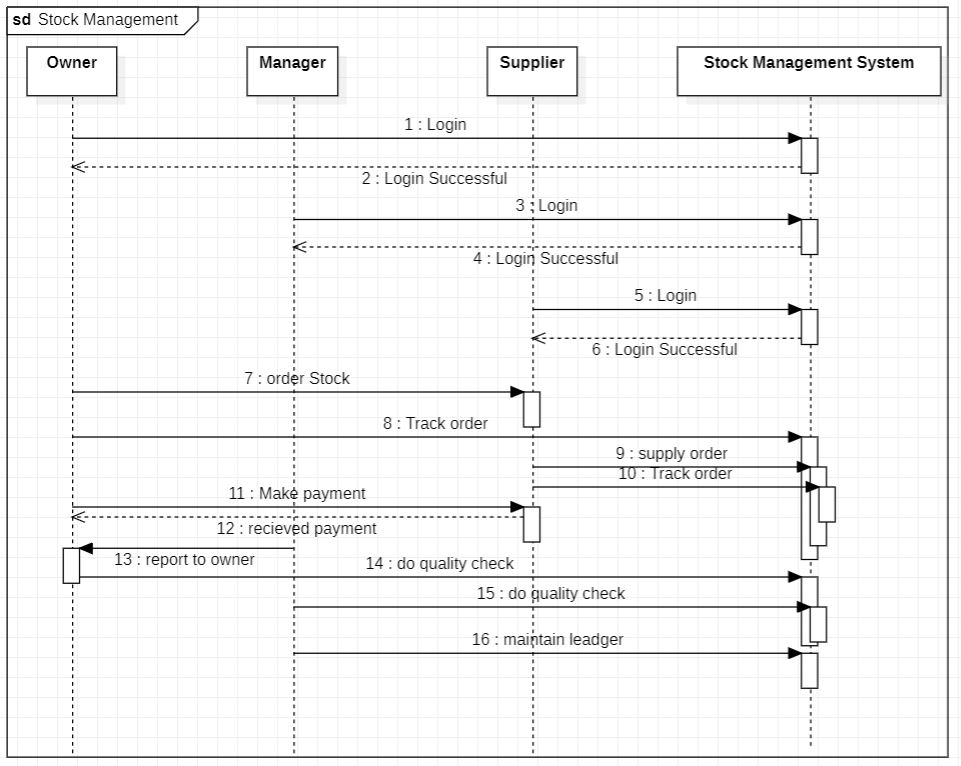 sd Stock Management
Owner
Manager
Supplier
Stock Management System
1 : Login
2 : Login Successful
3 : Login
4 : Login Successful
5 : Login
6 : Login Successful
7 : order Stock
8 : Track order
9 : supply order
10 : Track order
11 : Make payment
12 : recieved payment
13 : report to owner
14 : do quality check
15 : do quality check
16 : maintain leadger